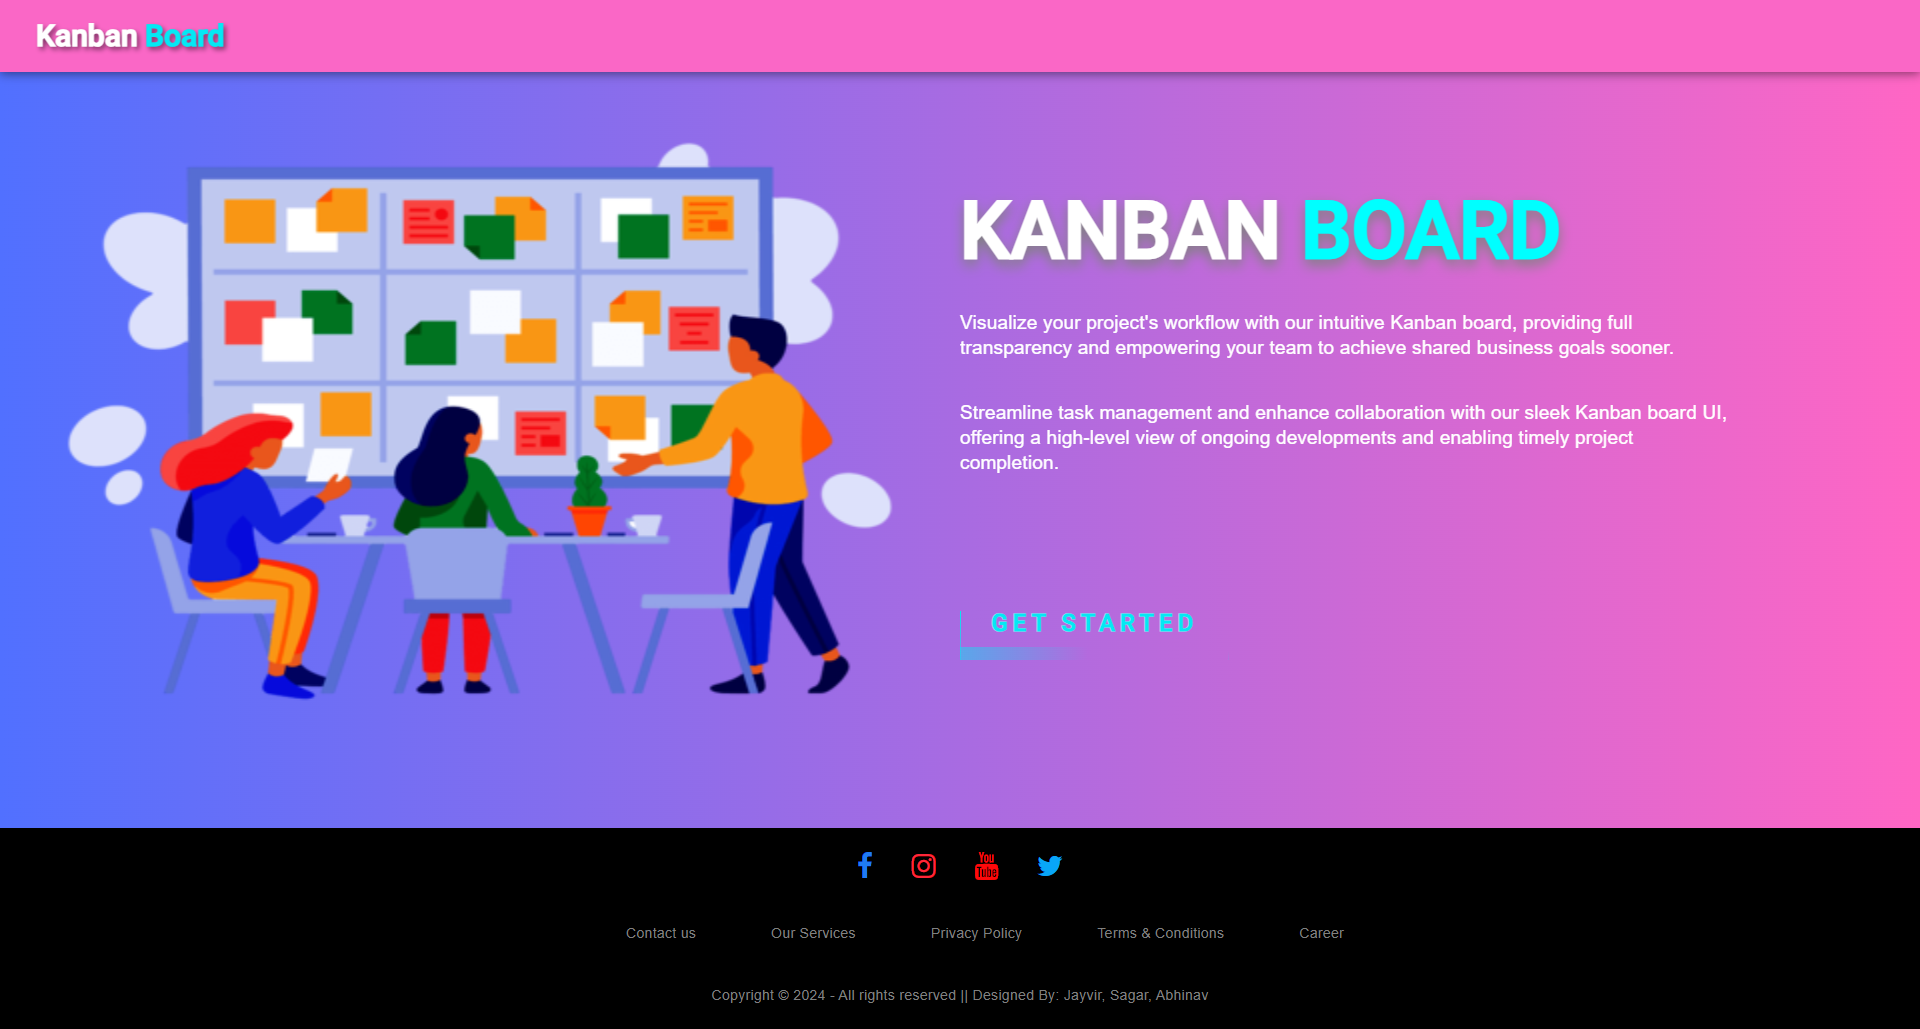 Kanban Board
KANBAN BOARD
Visualize your project's workflow with our intuitive Kanban board, providing full
transparency and empowering your team to achieve shared business goals sooner.
Streamline task management and enhance collaboration with our sleek Kanban board UI,
offering a high-level view of ongoing developments and enabling timely project
completion.
GET STARTED
You
Tube
Contact us
Our Services
Privacy Policy
Terms & Conditions
Career
Copyright © 2024 - All rights reserved || Designed By: Jayvir, Sagar, Abhinav